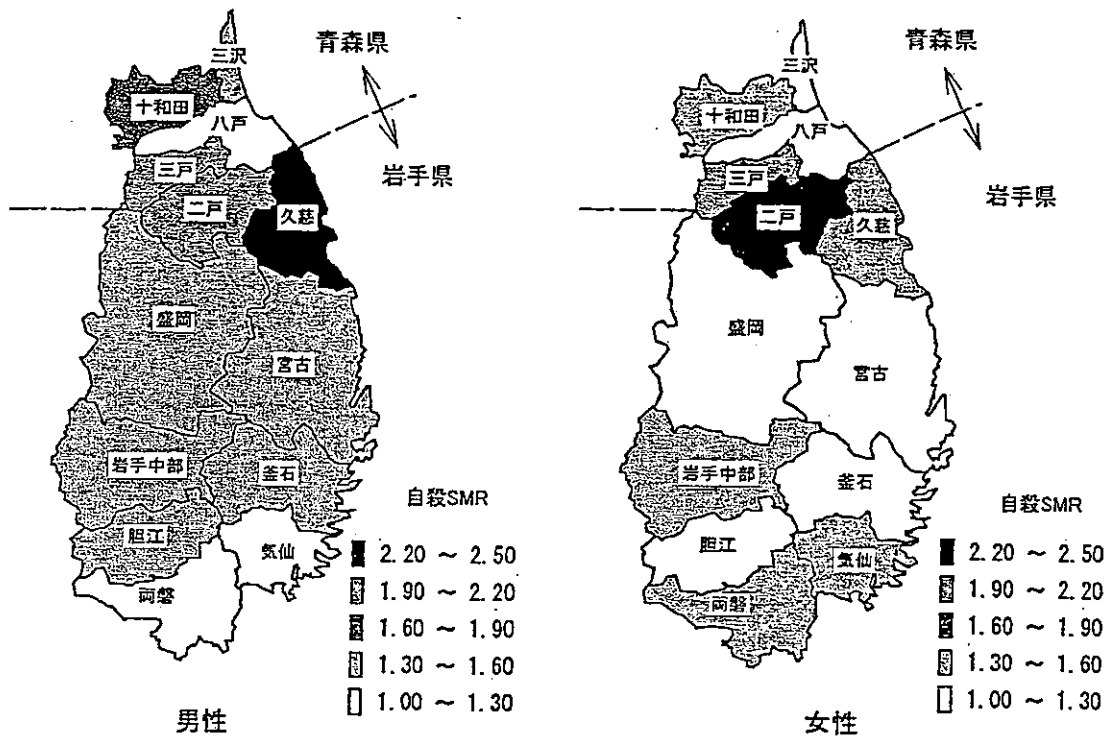 青森県
三沢
十和田
八戸
三戸
岩手県
二戸
久慈
盛岡
宮古
岩手中部
釜石
胆江
気仙
両磐
自殺SMR
2.20 ～ 2.50
1.90 ～ 2.20
1.60 ～ 1.90
1.30 ～ 1.60
1.00 ～ 1.30
男性
青森県
三沢
十和田
八戸
三戸
岩手県
二戸
久慈
盛岡
宮古
岩手中部
釜石
胆江
気仙
両磐
自殺SMR
2.20 ～ 2.50
1.90 ～ 2.20
1.60 ～ 1.90
1.30 ～ 1.60
1.00 ～ 1.30
女性